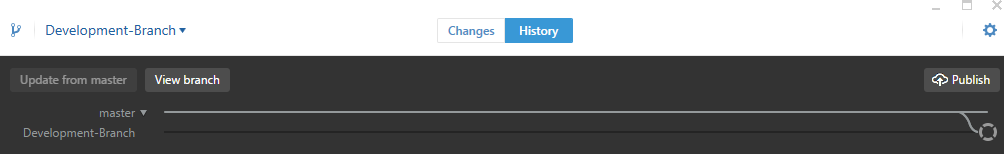 Development-Branch
Changes
History
Update from master
View branch
Publish
master
Development-Branch